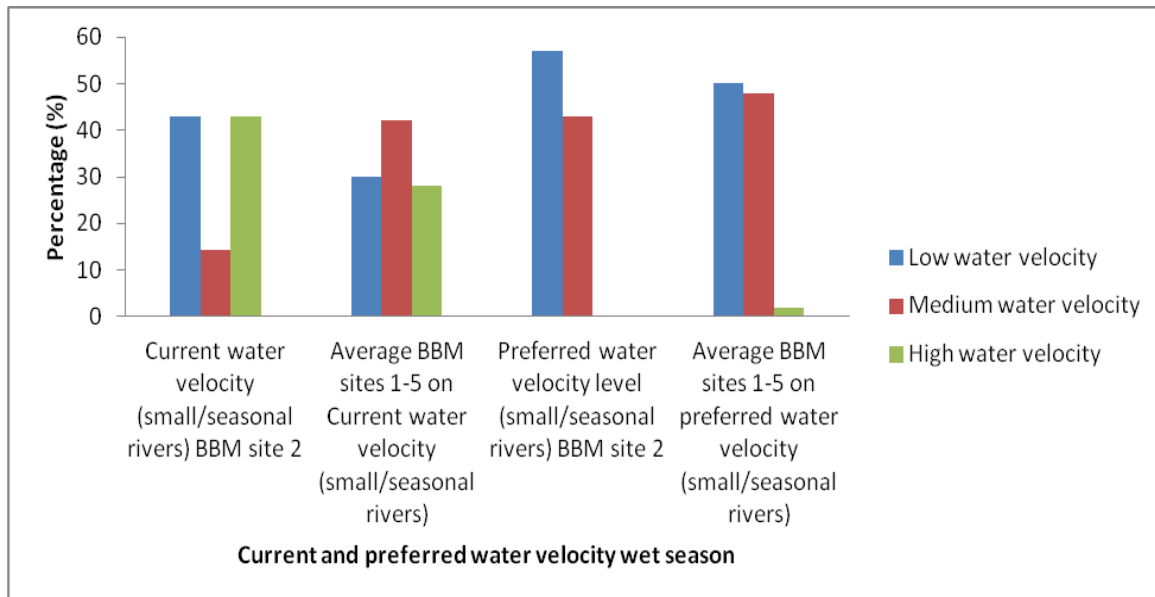 Percentage (%)
60
50
40
30
20
10
0
Current water
velocity
(small/seasonal
rivers) BBM site 2
Average BBM
sites 1-5 on
Current water
velocity
(small/seasonal
rivers)
Preferred water
velocity level
(small/seasonal
rivers) BBM site 2
Average BBM
sites 1-5 on
preferred water
velocity
(small/seasonal
rivers)
Current and preferred water velocity wet season
Low water velocity
Medium water velocity
High water velocity